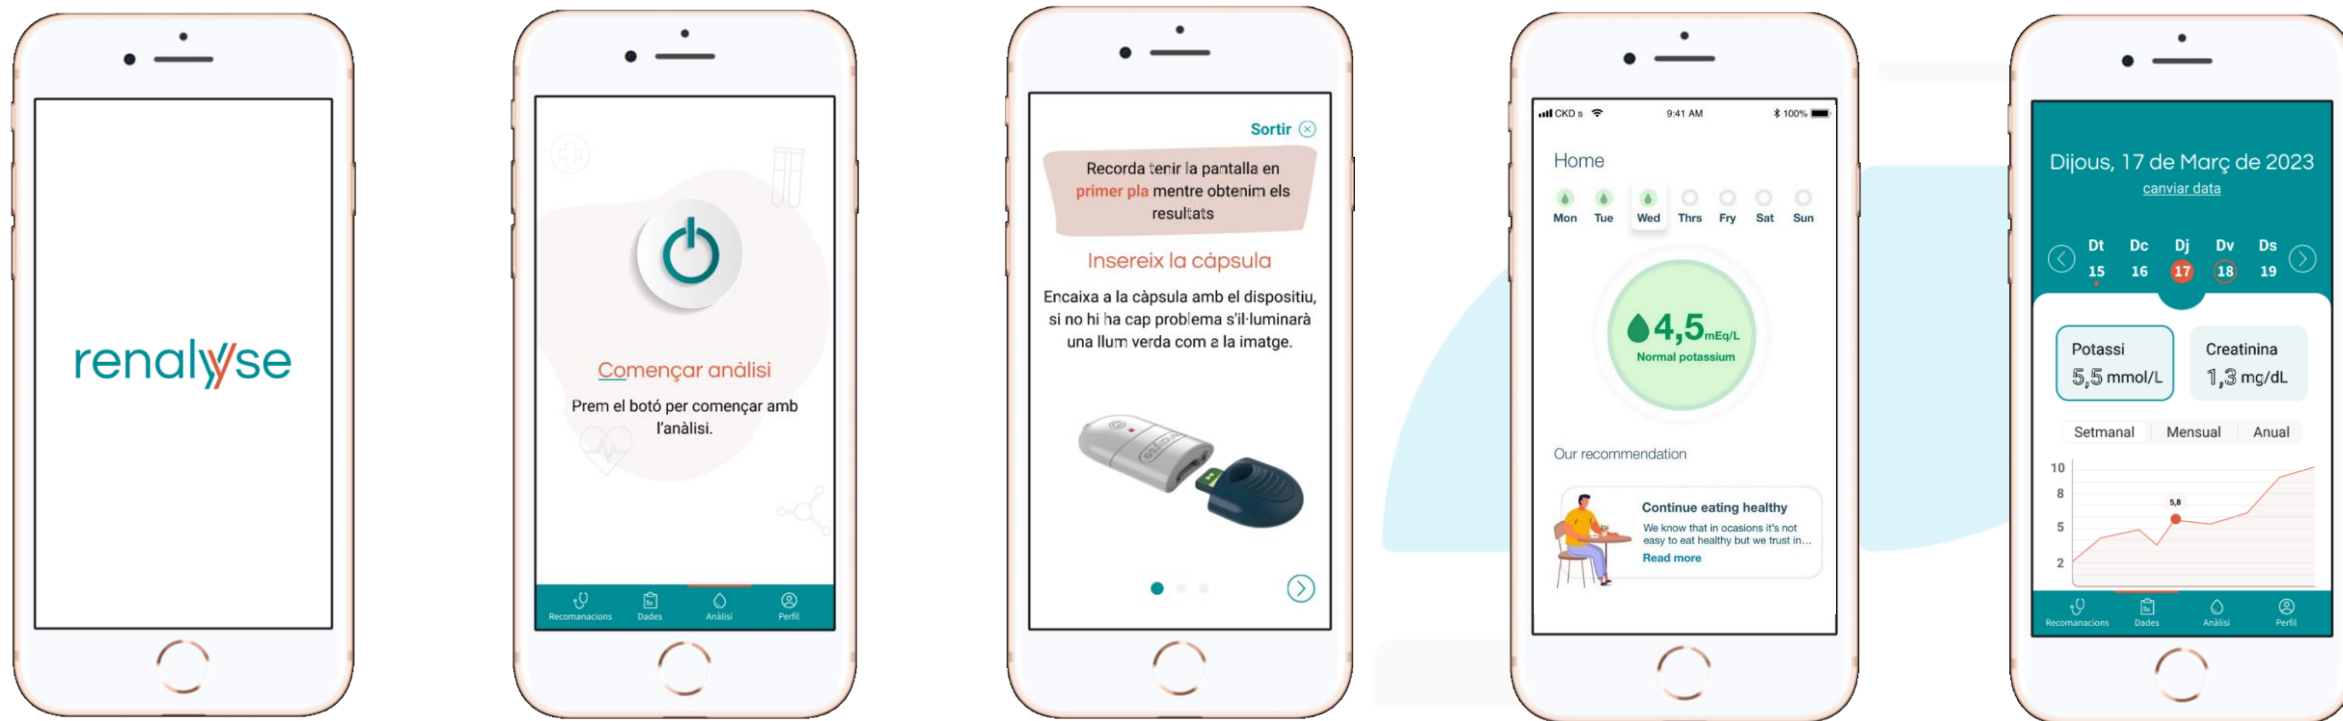 renalyse
Començar anàlisi
Prem el botó per començar amb
l'anàlisi.
Recomanacions Dades Anàlisi Perfil
Sortir
Recorda tenir la pantalla en
primer pla mentre obtenim els
resultats
Insereix la càpsula
Encaixa a la càpsula amb el dispositiu,
si no hi ha cap problema s'il·luminarà
una llum verda com a la imatge.
renalyse
CKD s 9:41 AM 100%
Home
Mon Tue Wed Thrs Fry Sat Sun
4,5 mEq/L
Normal potassium
Our recommendation
Continue eating healthy
We know that in ocasions it's not
easy to eat healthy but we trust in...
Read more
Dijous, 17 de Març de 2023
canviar data
Dt Dc Dj Dv Ds
15 16 17 18 19
Potassi Creatinina
5,5 mmol/L 1,3 mg/dL
Setmanal Mensual Anual
10
8
5,8
5
2
Recomanacions Dades Anàlisi Perfil